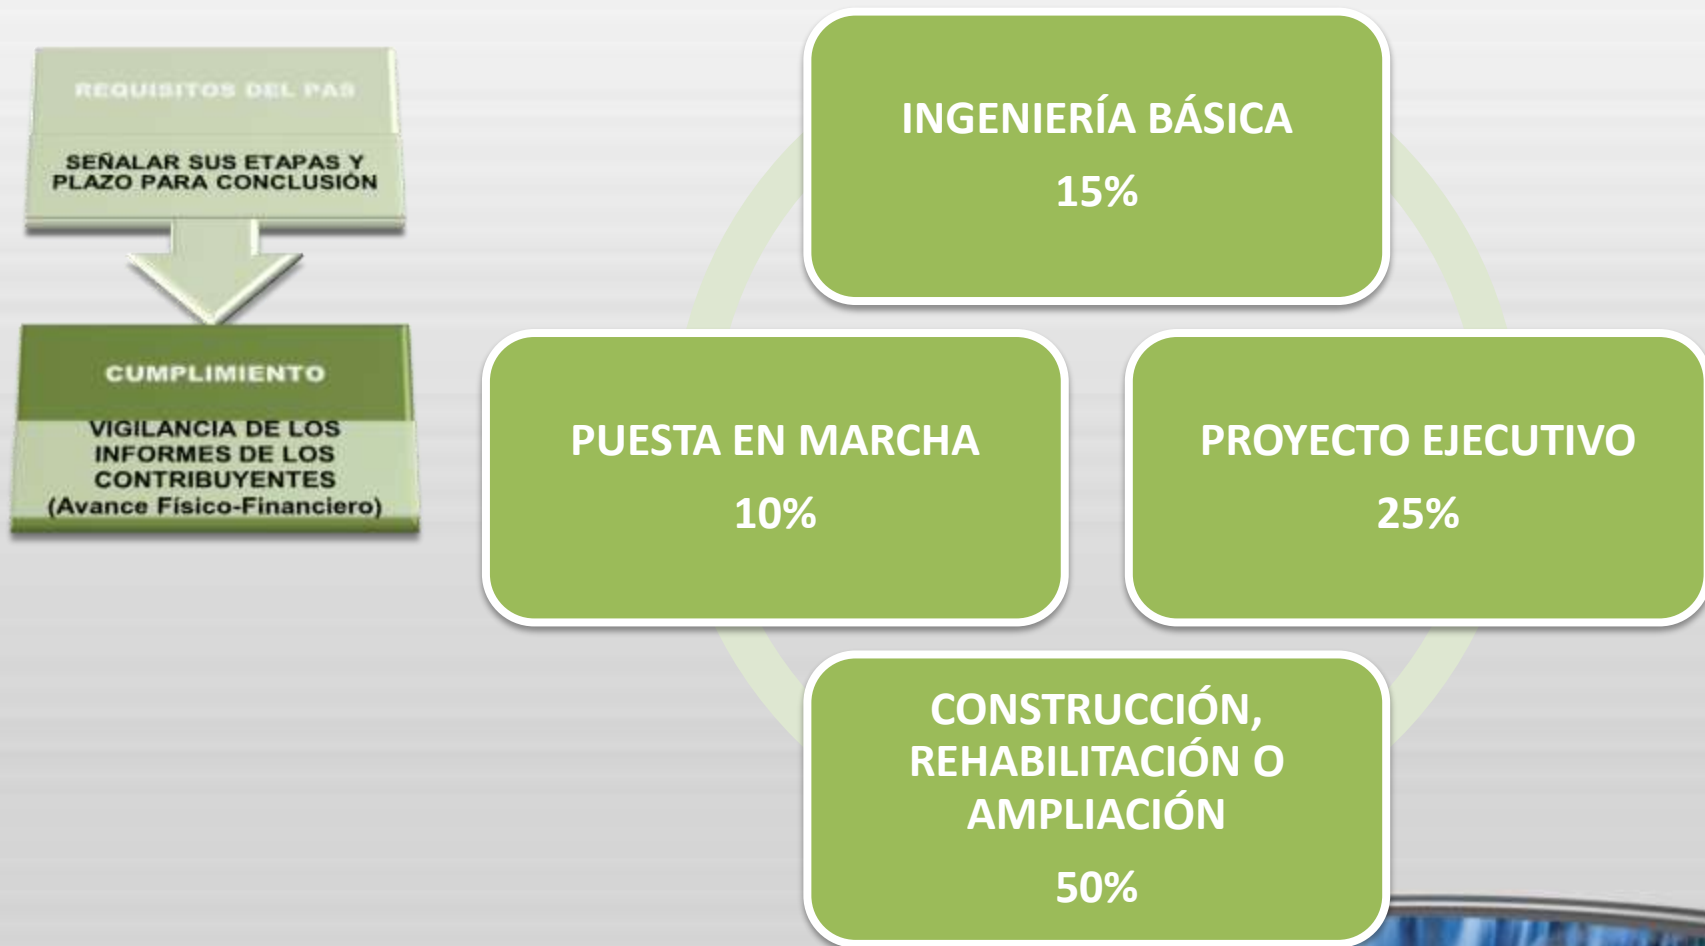 REQUISITOS DEL PAS
SEÑALAR SUS ETAPAS Y
PLAZO PARA CONCLUSIÓN
CUMPLIMIENTO
VIGILANCIA DE LOS
INFORMES DE LOS
CONTRIBUYENTES
(Avance Físico-Financiero)
INGENIERÍA BÁSICA
15%
PUESTA EN MARCHA
10%
PROYECTO EJECUTIVO
25%
CONSTRUCCIÓN,
REHABILITACIÓN O
AMPLIACIÓN
50%